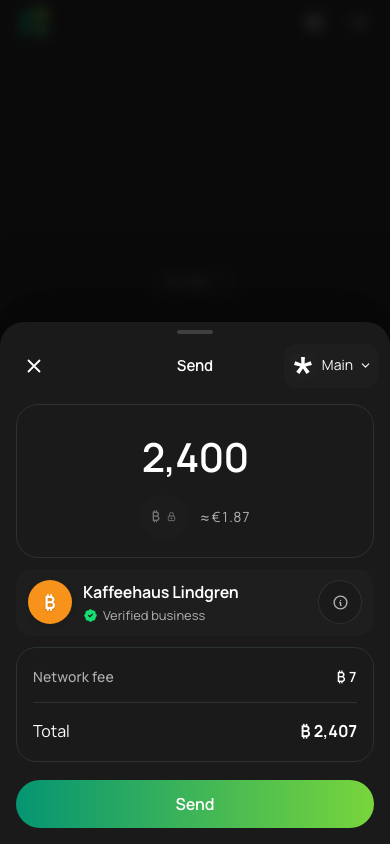 Send
Main
2,400
₿
≈ €1.87
Kaffeehaus Lindgren
Verified business
Network fee
₿ 7
Total
₿ 2,407
Send